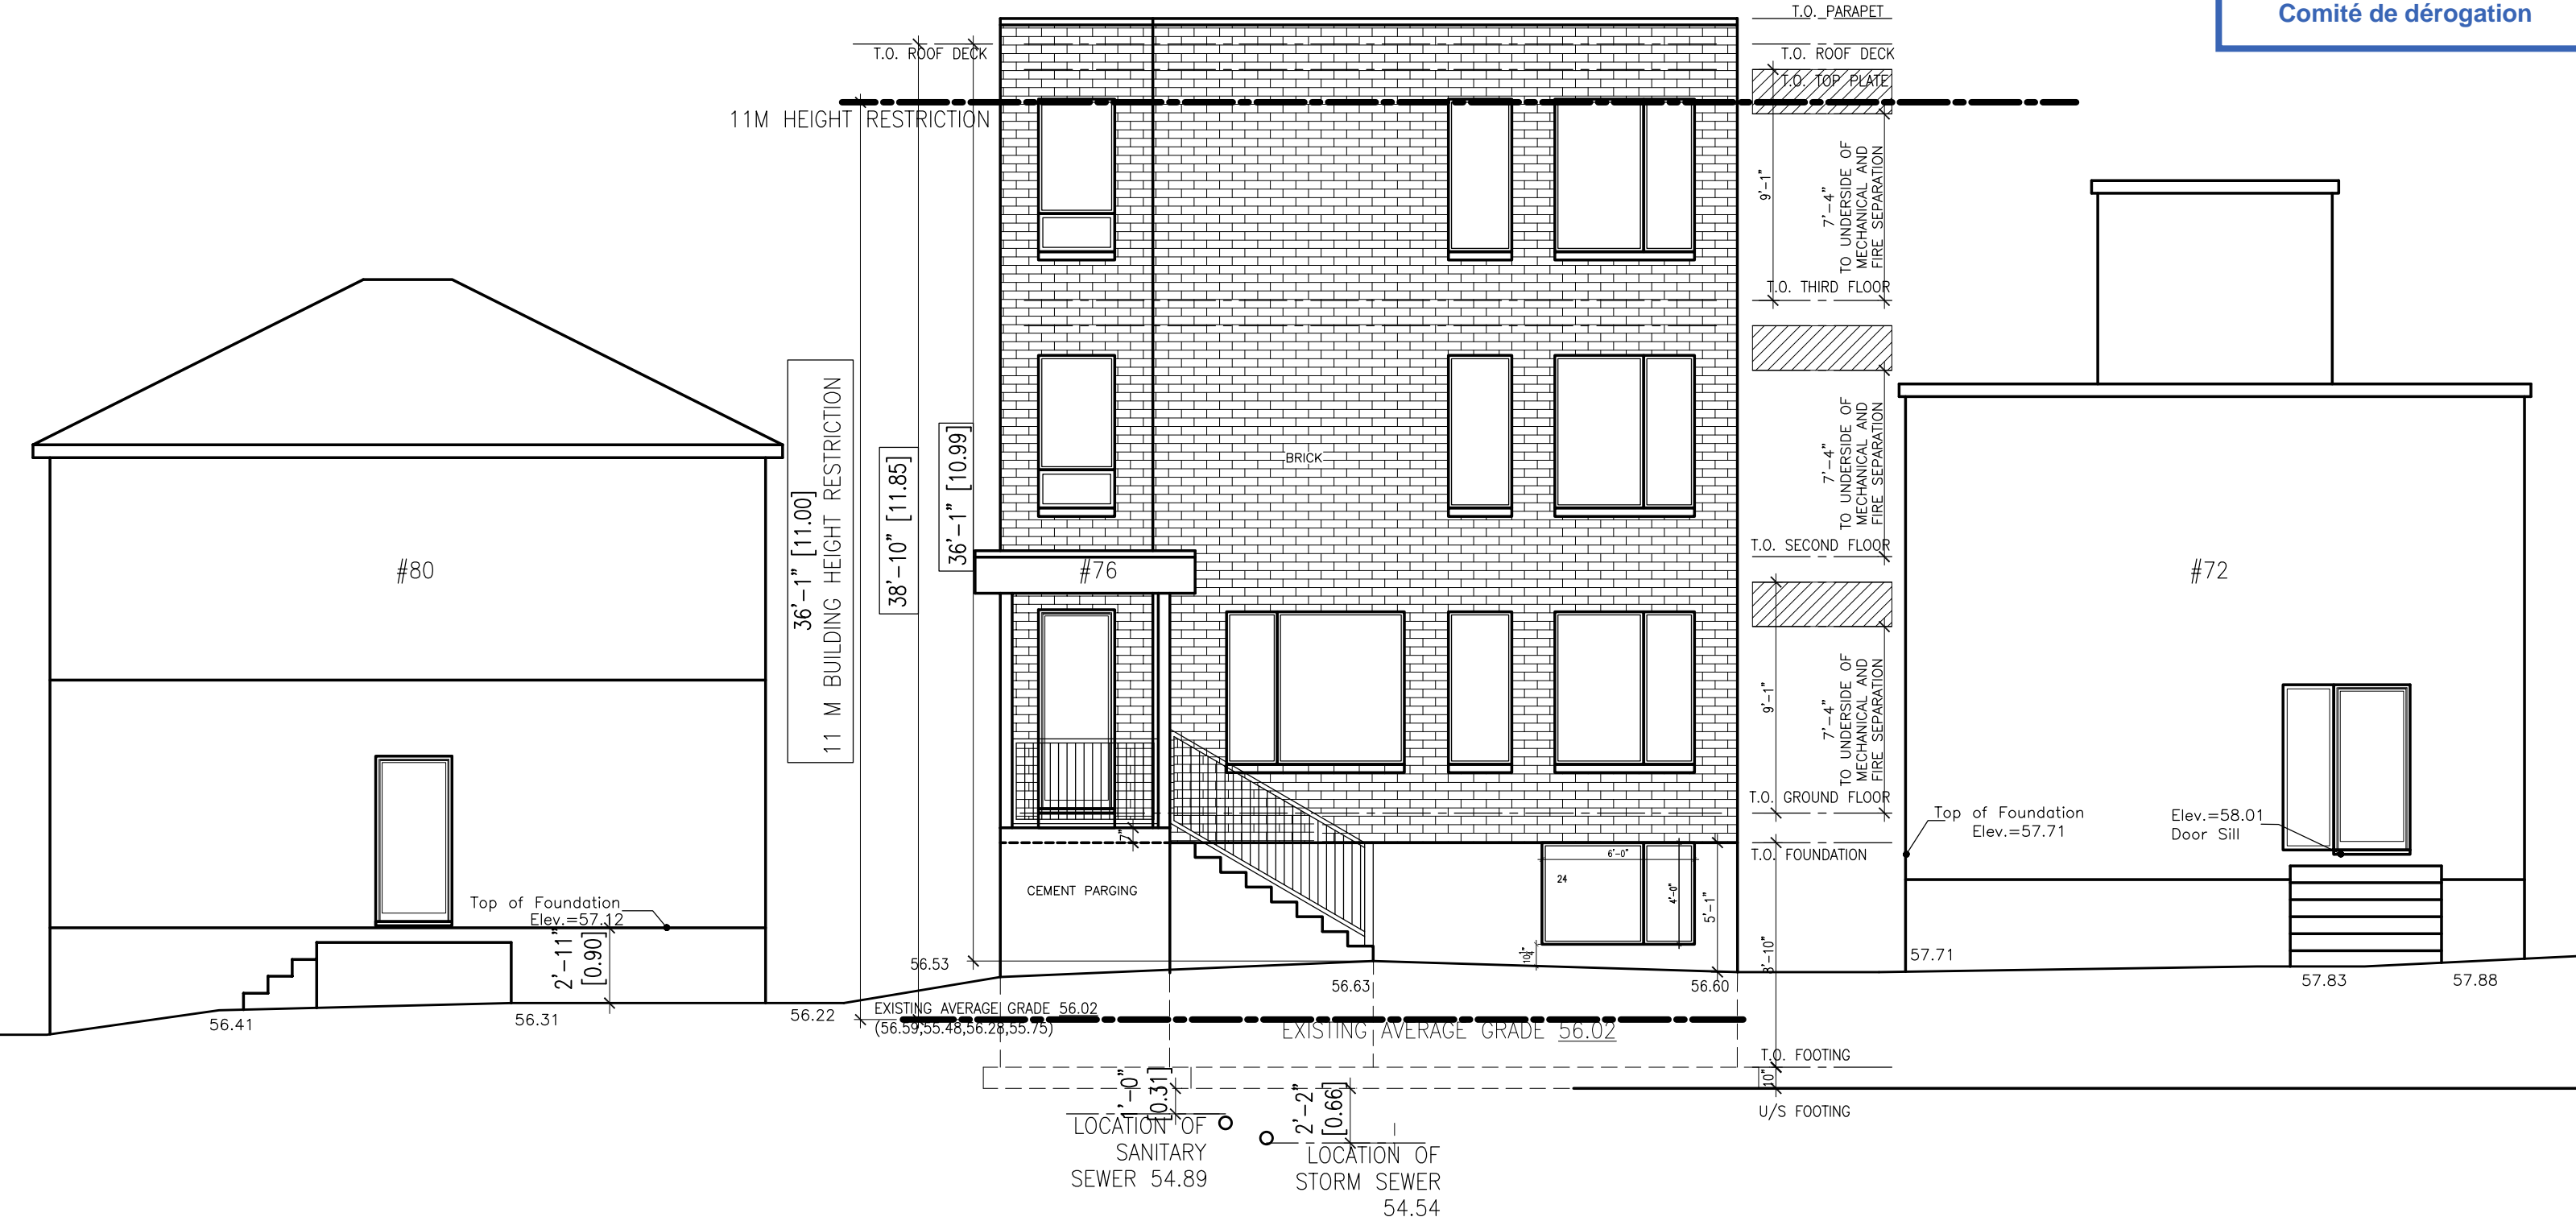 Comité de dérogation
T.O. PARAPET
T.O. ROOF DECK
T.O. ROOF DECK
T.O. TOP PLATE
11M HEIGHT RESTRICTION
9'-1"
7'-4"
TO UNDERSIDE OF
MECHANICAL AND
FIRE SEPARATION
T.O. THIRD FLOOR
36'-1" [11.00]
11 M BUILDING HEIGHT RESTRICTION
38'-10" [11.85]
36'-1" [10.99]
BRICK
7'-4"
TO UNDERSIDE OF
MECHANICAL AND
FIRE SEPARATION
T.O. SECOND FLOOR
#80
#76
#72
9'-1"
7'-4"
TO UNDERSIDE OF
MECHANICAL AND
FIRE SEPARATION
T.O. GROUND FLOOR
Top of Foundation
Elev.=57.71
Elev.=58.01
Door Sill
7"
T.O. FOUNDATION
6'-0"
24
4'-0"
5'-1"
CEMENT PARGING
Top of Foundation
Elev.=57.12
2'-11"
[0.90]
10¼"
8'-10"
56.53
57.71
56.63
56.60
57.83
57.88
56.41
56.31
56.22
EXISTING AVERAGE GRADE 56.02
(56.59,55.48,56.28,55.75)
EXISTING AVERAGE GRADE 56.02
T.O. FOOTING
10"
U/S FOOTING
1'-0"
[0.31]
2'-2"
[0.66]
LOCATION OF
SANITARY
SEWER 54.89
LOCATION OF
STORM SEWER
54.54